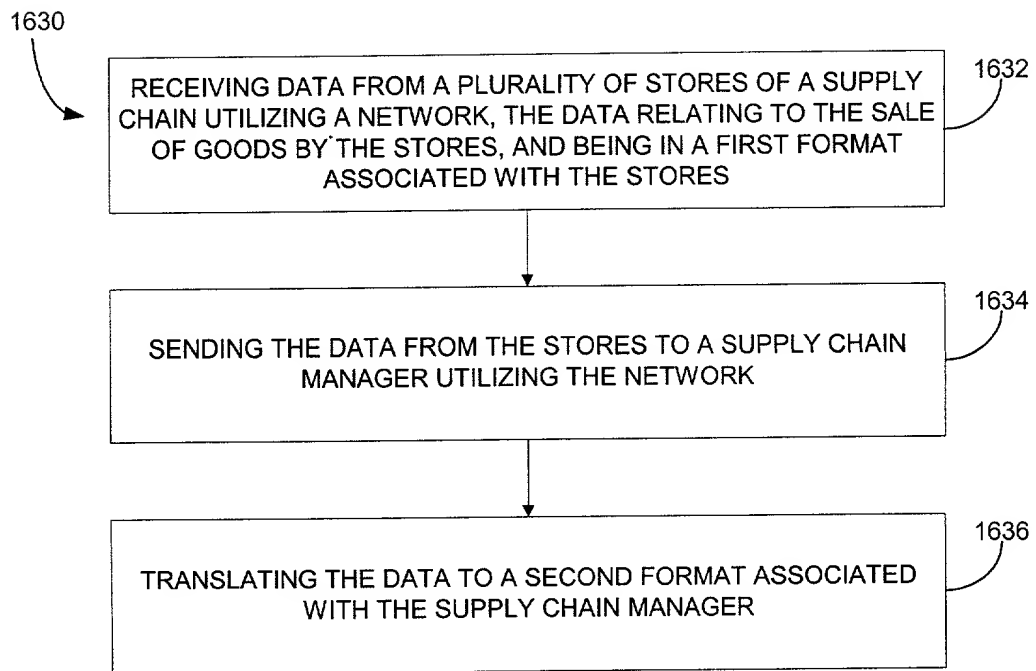 1630
1632
RECEIVING DATA FROM A PLURALITY OF STORES OF A SUPPLY
CHAIN UTILIZING A NETWORK, THE DATA RELATING TO THE SALE
OF GOODS BY THE STORES, AND BEING IN A FIRST FORMAT
ASSOCIATED WITH THE STORES
1634
SENDING THE DATA FROM THE STORES TO A SUPPLY CHAIN
MANAGER UTILIZING THE NETWORK
1636
TRANSLATING THE DATA TO A SECOND FORMAT ASSOCIATED
WITH THE SUPPLY CHAIN MANAGER